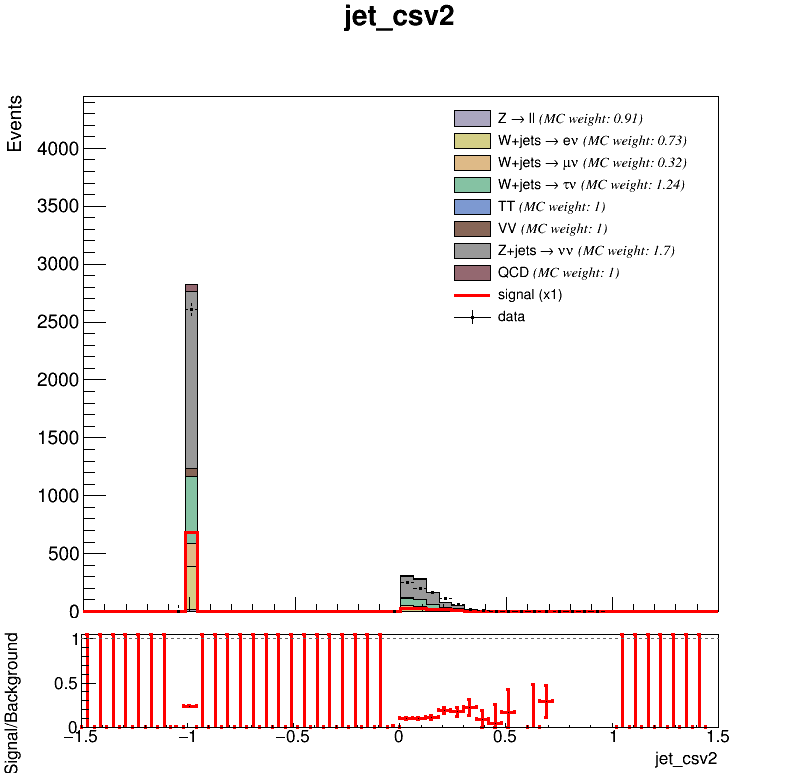 jet_csv2
Events
4000
3500
3000
2500
2000
1500
1000
500
0
Z → ll (MC weight: 0.91)
W+jets → eν (MC weight: 0.73)
W+jets → μν (MC weight: 0.32)
W+jets → τν (MC weight: 1.24)
TT (MC weight: 1)
VV (MC weight: 1)
Z+jets → νν (MC weight: 1.7)
QCD (MC weight: 1)
signal (x1)
data
Signal/Background
1
0.5
0
−1.5 −1 −0.5 0 0.5 1 1.5
jet_csv2